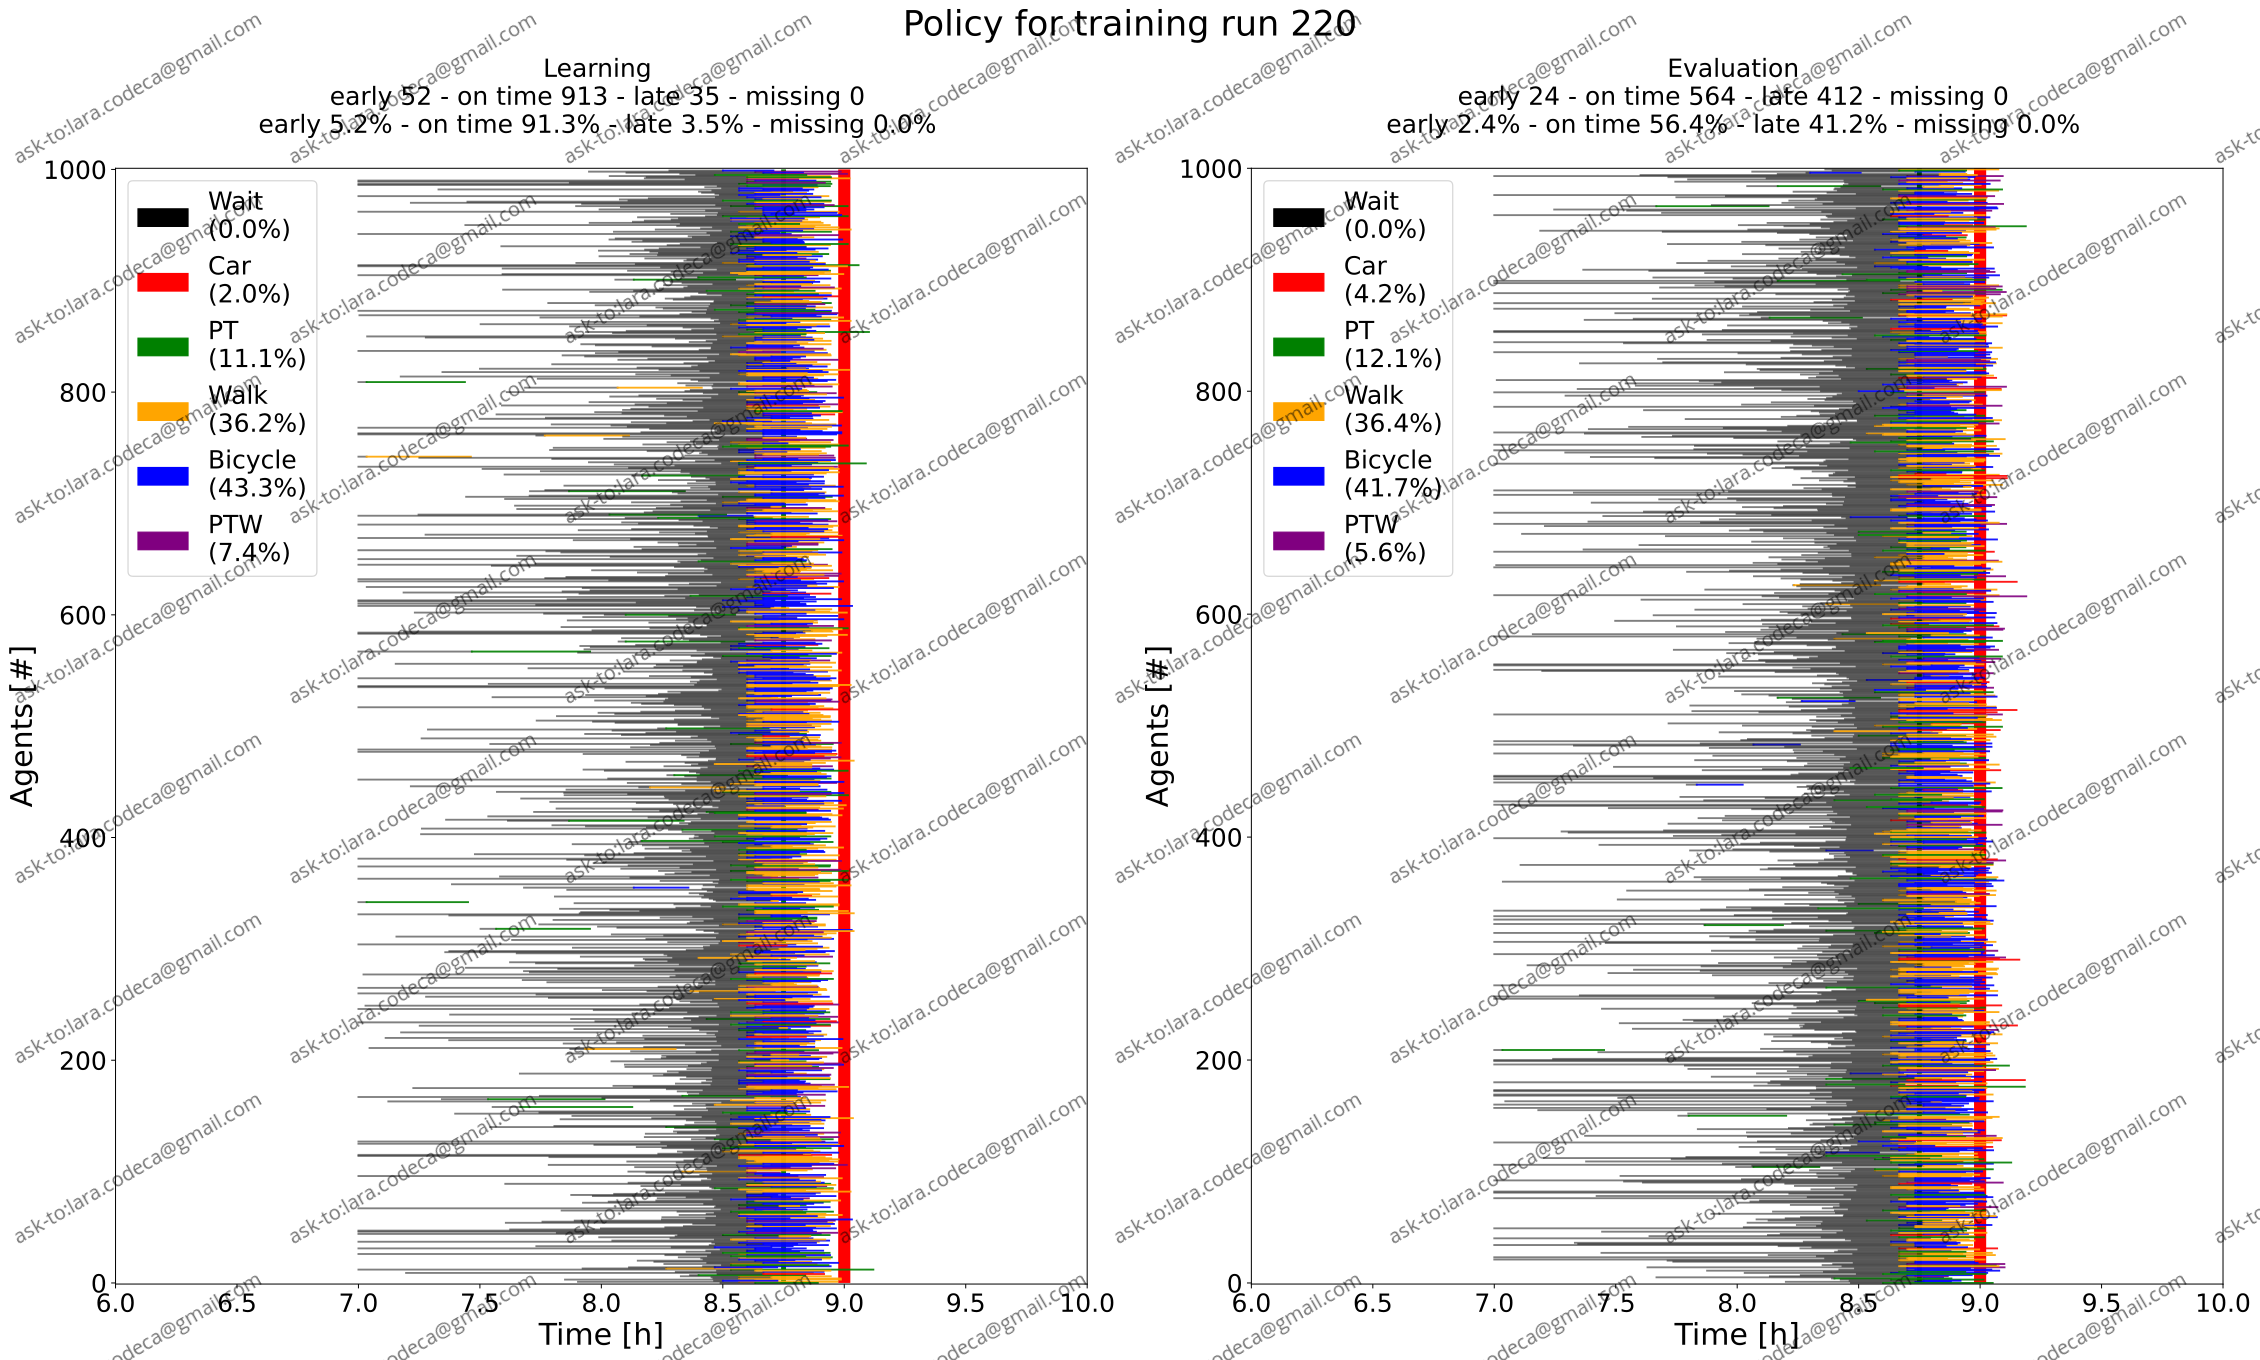 Policy for training run 220
Learning
early 52 - on time 913 - late 35 - missing 0
early 5.2% - on time 91.3% - late 3.5% - missing 0.0%
1000
800
600
400
200
0
Agents [#]
Wait
(0.0%)
Car
(2.0%)
PT
(11.1%)
Walk
(36.2%)
Bicycle
(43.3%)
PTW
(7.4%)
6.0 6.5 7.0 7.5 8.0 8.5 9.0 9.5 10.0
Time [h]
Evaluation
early 24 - on time 564 - late 412 - missing 0
early 2.4% - on time 56.4% - late 41.2% - missing 0.0%
1000
800
600
400
200
0
Agents [#]
Wait
(0.0%)
Car
(4.2%)
PT
(12.1%)
Walk
(36.4%)
Bicycle
(41.7%)
PTW
(5.6%)
6.0 6.5 7.0 7.5 8.0 8.5 9.0 9.5 10.0
Time [h]
ask-to:lara.codeca@gmail.com